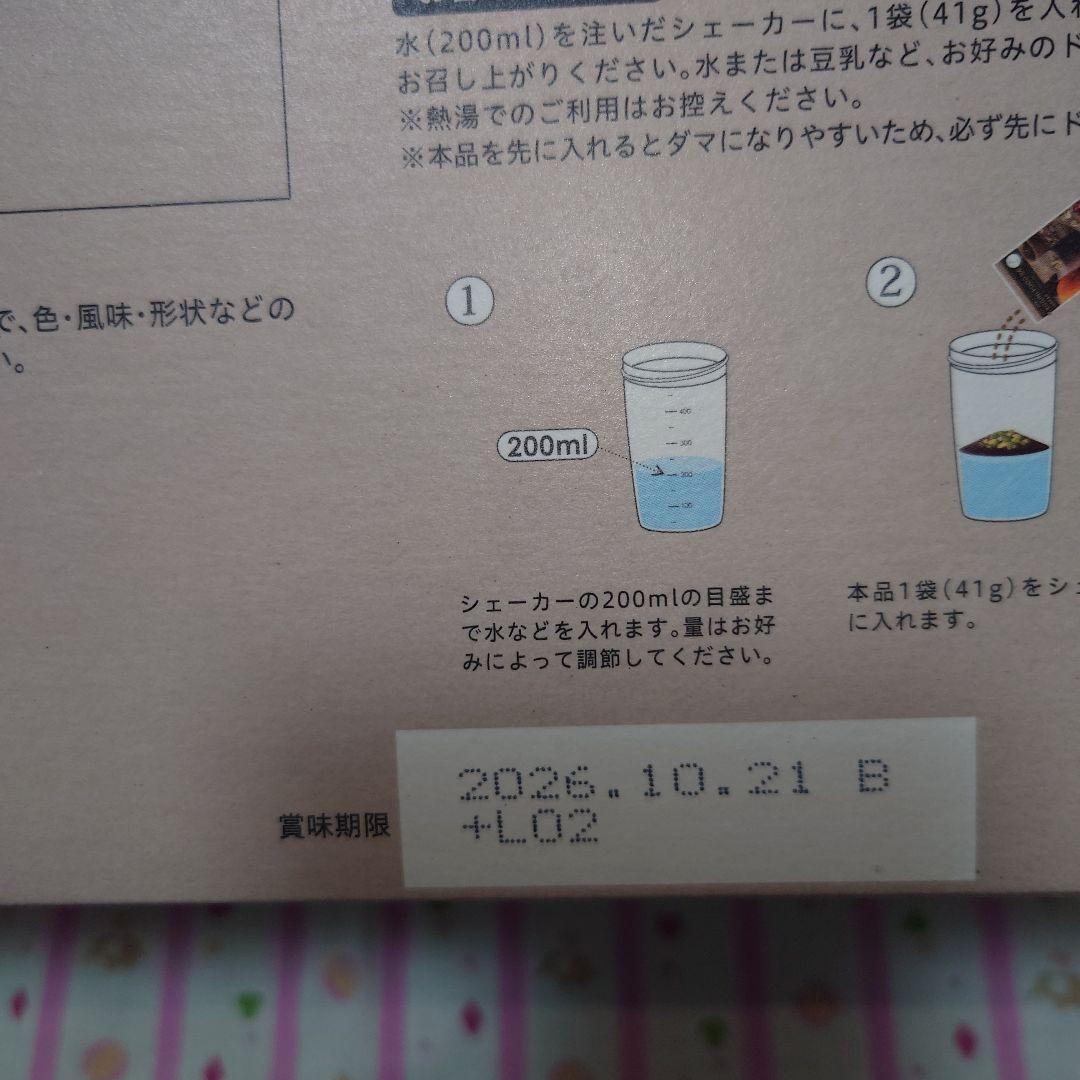 水(200ml)を注いだシェーカーに、1袋(41g)を入れ
お召し上がりください。水または豆乳など、お好みのド
※熱湯でのご利用はお控えください。
※本品を先に入れるとダマになりやすいため、必ず先にド
で、色・風味・形状などの
い。
1
2
400
300
200ml
200
100
シェーカーの200mlの目盛ま
で水などを入れます。量はお好
みによって調節してください。
本品1袋(41g)をシェ
に入れます。
賞味期限
2026.10.21 B
+L02